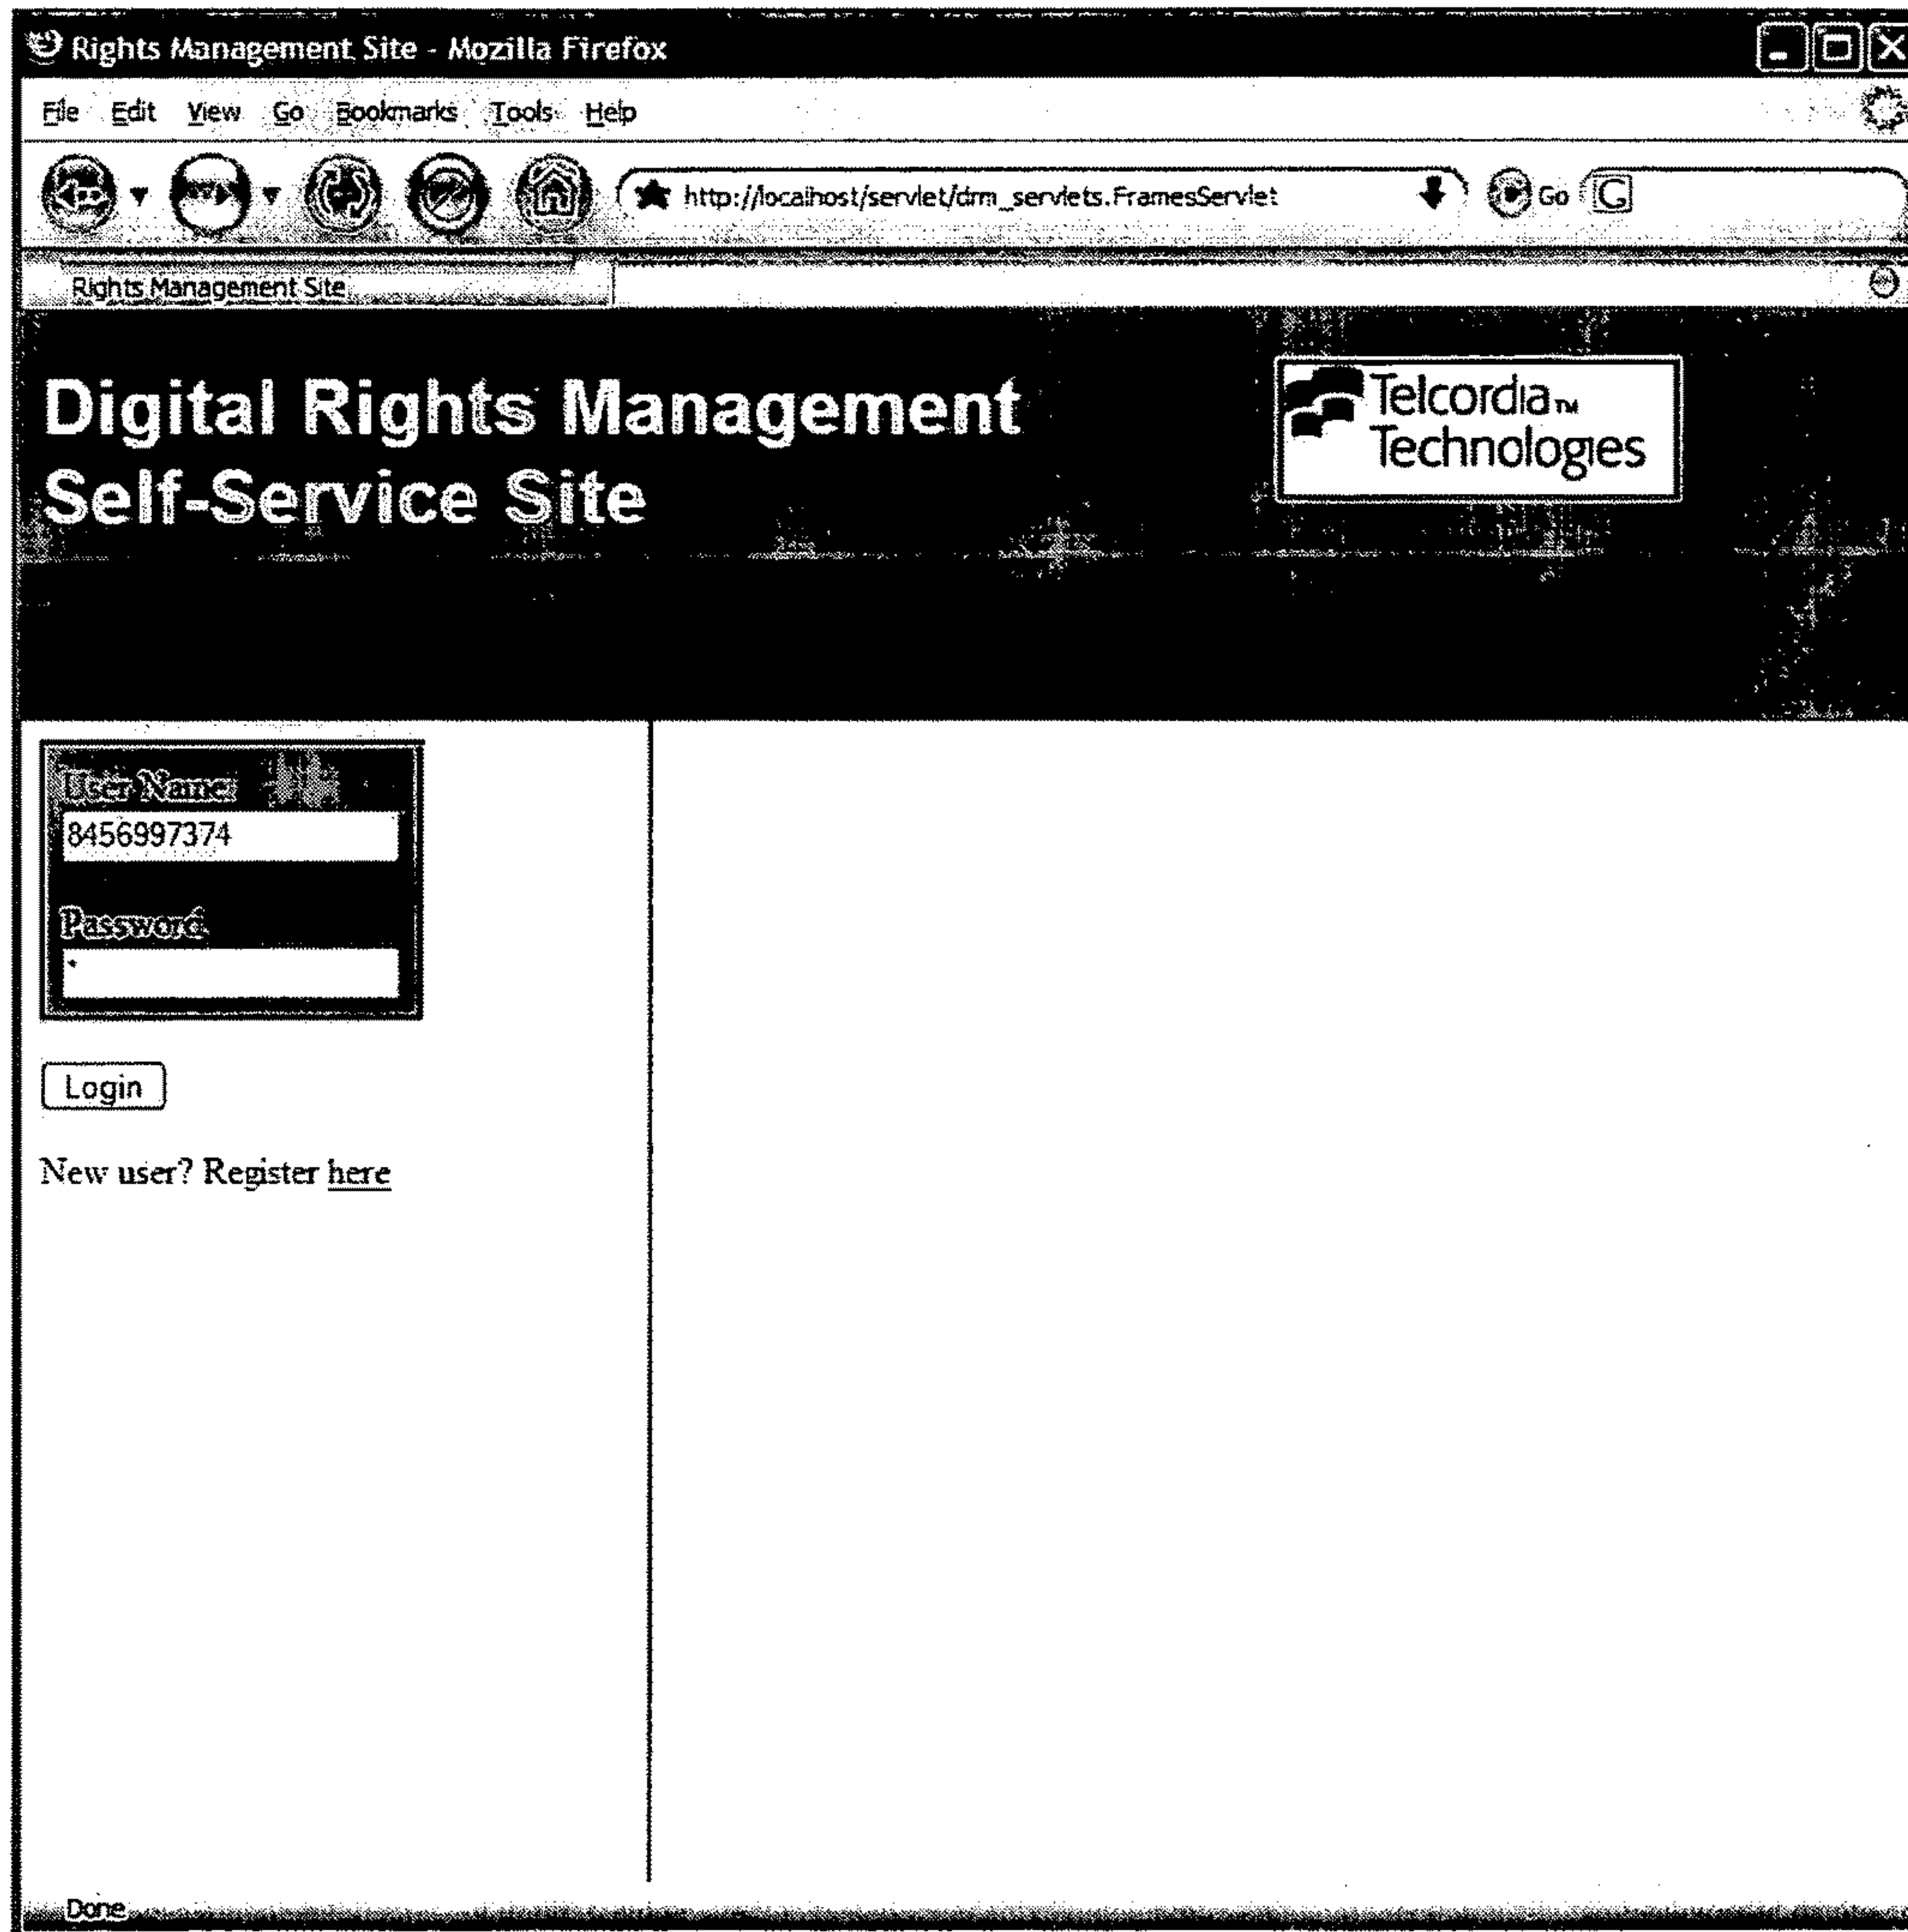 Rights Management Site - Mozilla Firefox
File Edit View Go Bookmarks Tools Help
http://localhost/servlet/drm_servlets.FramesServlet Go G
Rights Management Site
Digital Rights Management
Self-Service Site
Telcordia™
Technologies
User Name:
8456997374
Password:
*
Login
New user? Register here
Done